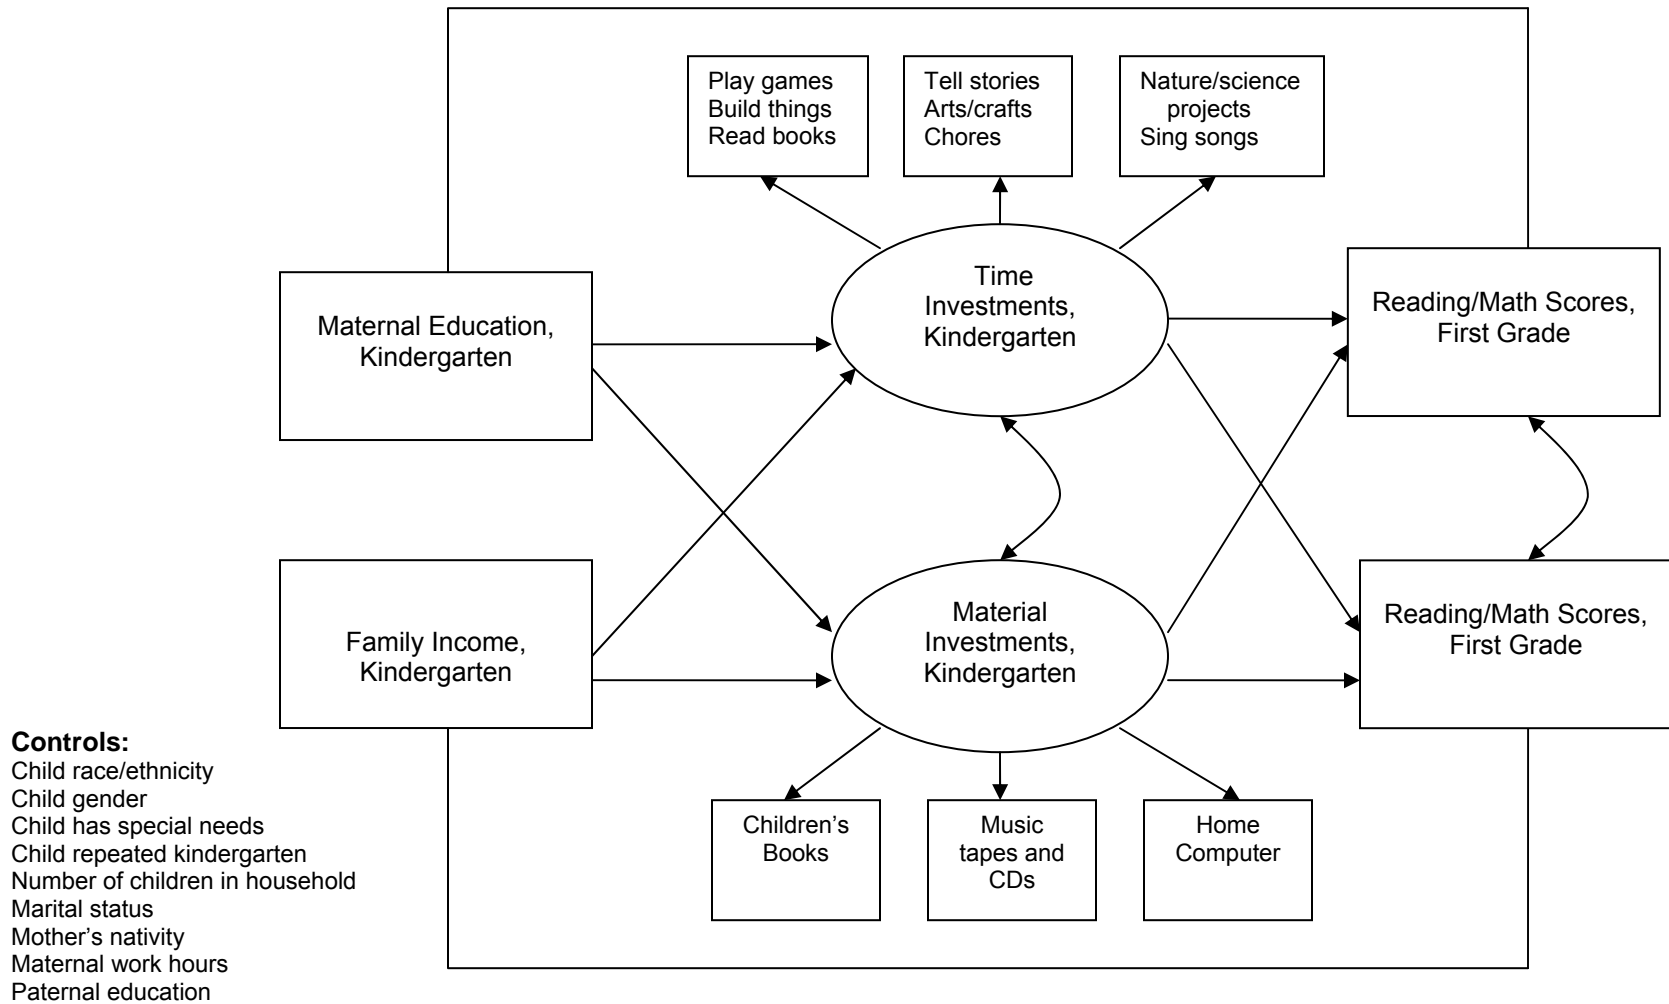 Play games
Build things
Read books
Tell stories
Arts/crafts
Chores
Nature/science
projects
Sing songs
Maternal Education,
Kindergarten
Time
Investments,
Kindergarten
Reading/Math Scores,
First Grade
Family Income,
Kindergarten
Material
Investments,
Kindergarten
Reading/Math Scores,
First Grade
Children’s
Books
Music
tapes and
CDs
Home
Computer
Controls:
Child race/ethnicity
Child gender
Child has special needs
Child repeated kindergarten
Number of children in household
Marital status
Mother’s nativity
Maternal work hours
Paternal education